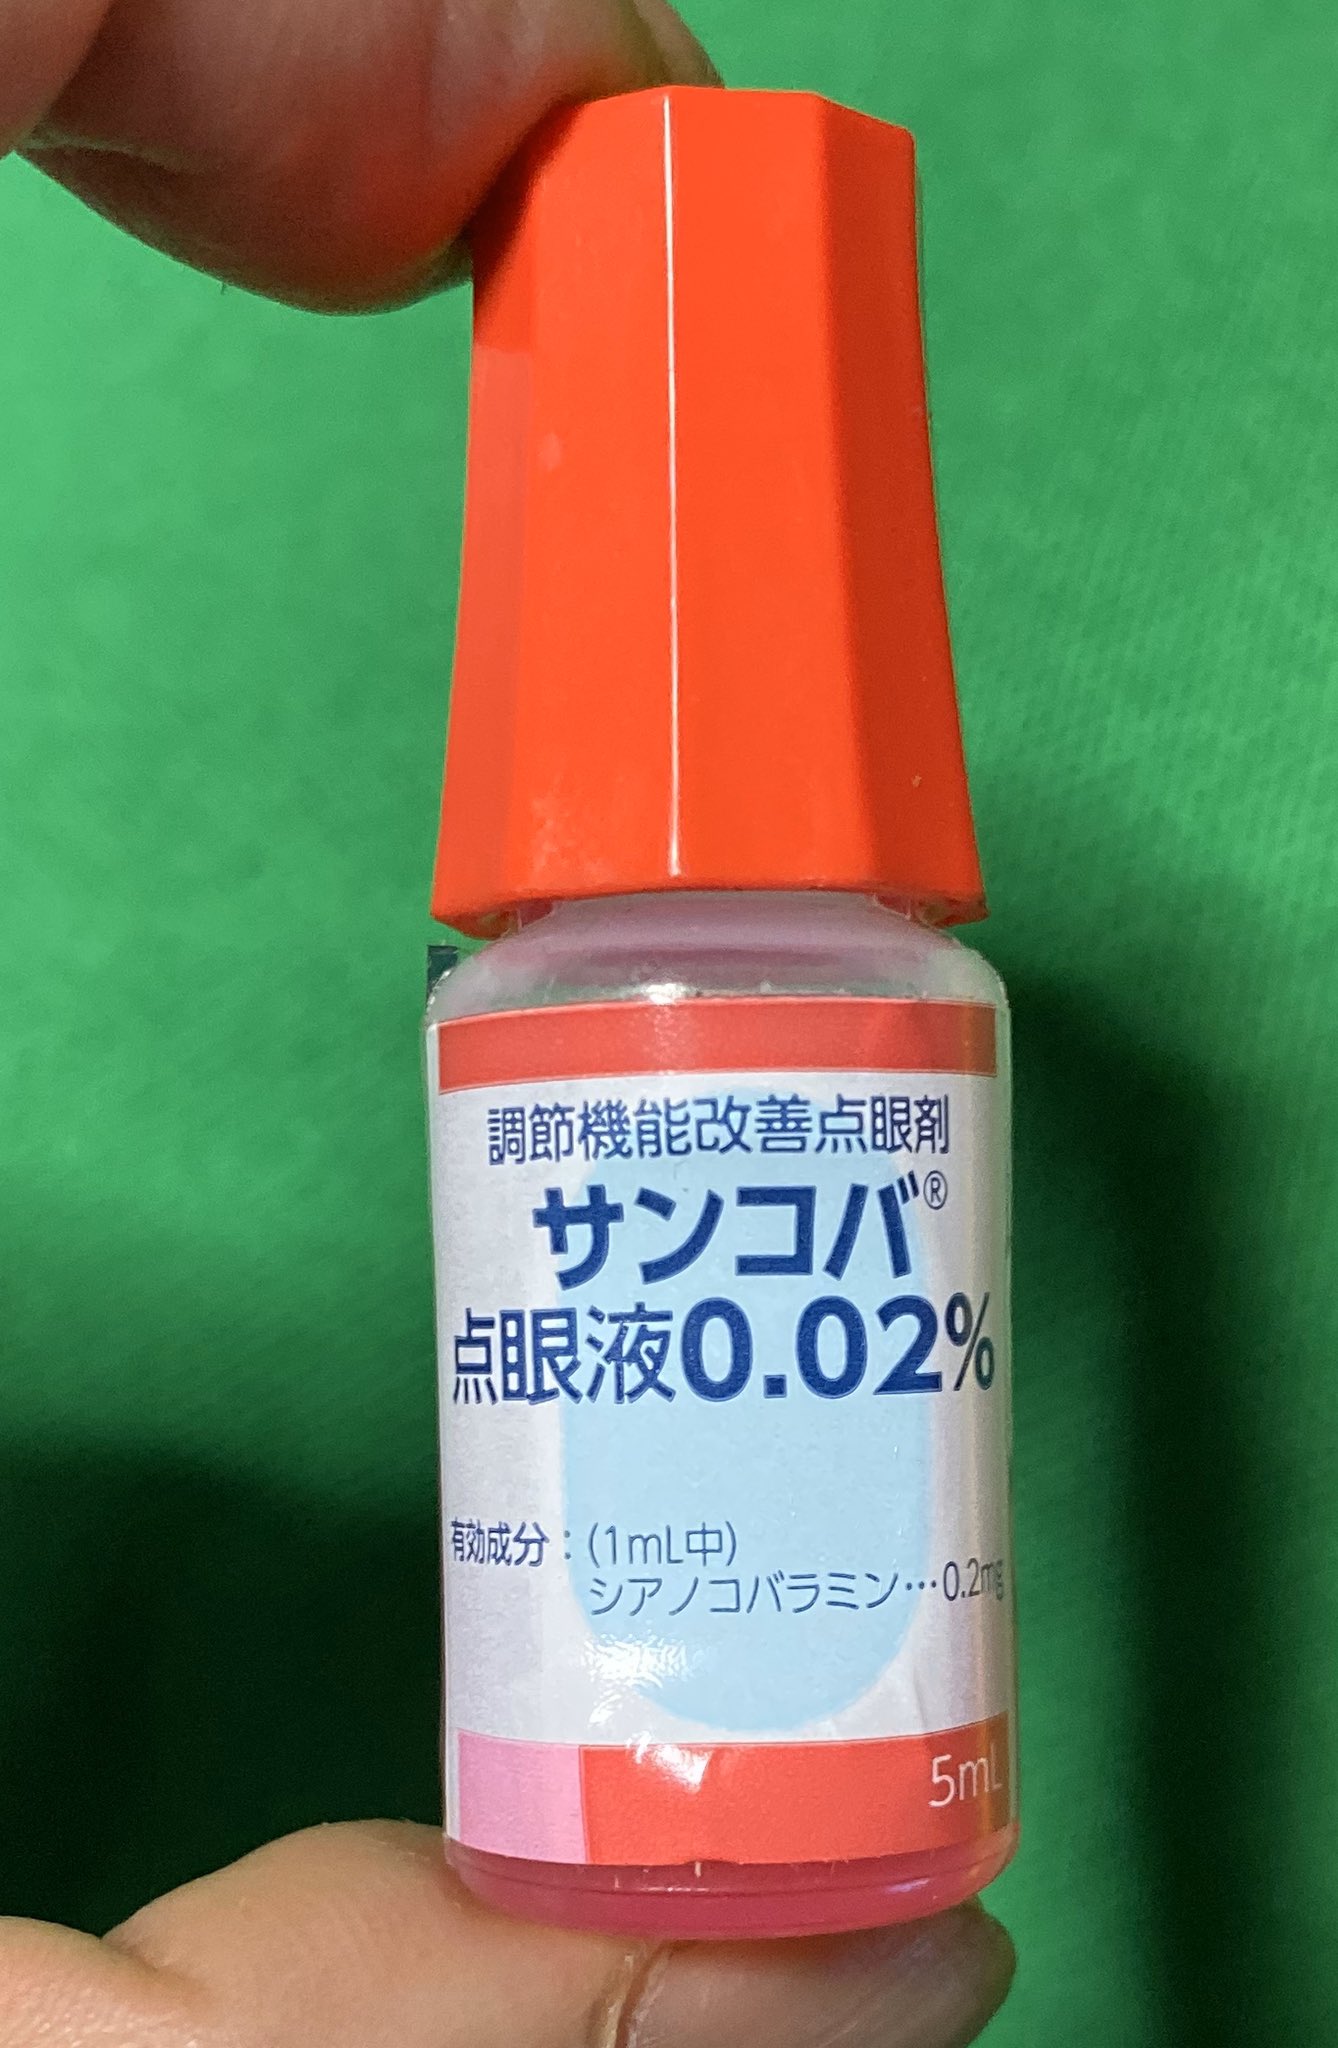 調節機能改善点眼剤
サンコバ®
点眼液0.02%
有効成分：(1mL中)
シアノコバラミン…0.2mg
5mL